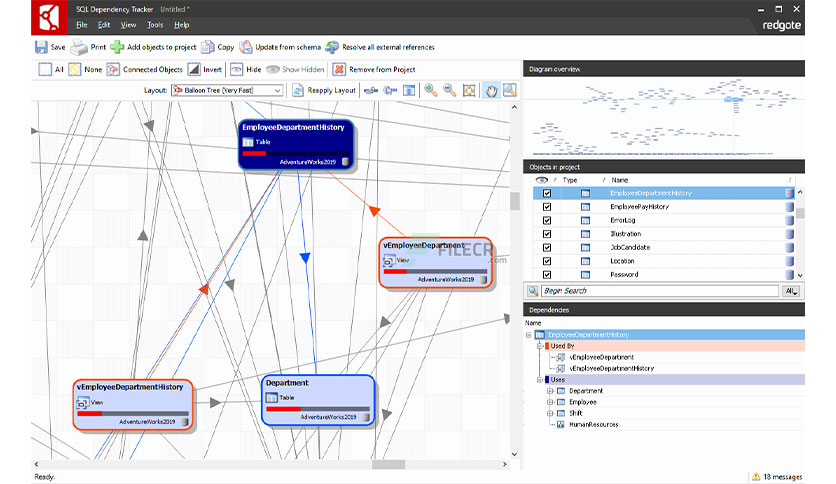 SQL Dependency Tracker Untitled *
File Edit View Tools Help
redgate
Save Print Add objects to project Copy Update from schema Resolve all external references
All None Connected Objects Invert Hide Show Hidden Remove from Project
Layout: Balloon Tree (Very Fast) Reapply Layout
Diagram overview
EmployeeDepartmentHistory
Table
AdventureWorks2019
vEmployeeDepartment
View
AdventureWorks2019
FILECR
.com
vEmployeeDepartmentHistory
View
AdventureWorks2019
Department
Table
AdventureWorks2019
Objects in project
Type Name
EmployeeDepartmentHistory
EmployeePayHistory
ErrorLog
Illustration
JobCandidate
Location
Password
Begin Search All
Dependencies
Name
EmployeeDepartmentHistory
Used By
vEmployeeDepartment
vEmployeeDepartmentHistory
Uses
Department
Employee
Shift
HumanResources
Ready. 18 messages